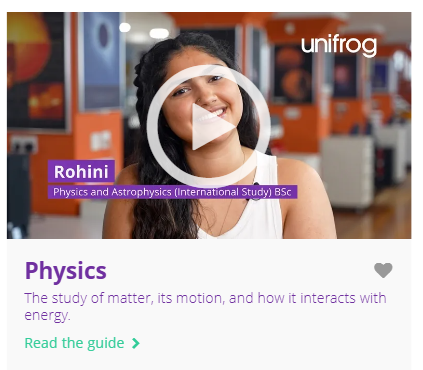 unifrog
Rohini
Physics and Astrophysics (International Study) BSc
Physics
The study of matter, its motion, and how it interacts with
energy.
Read the guide